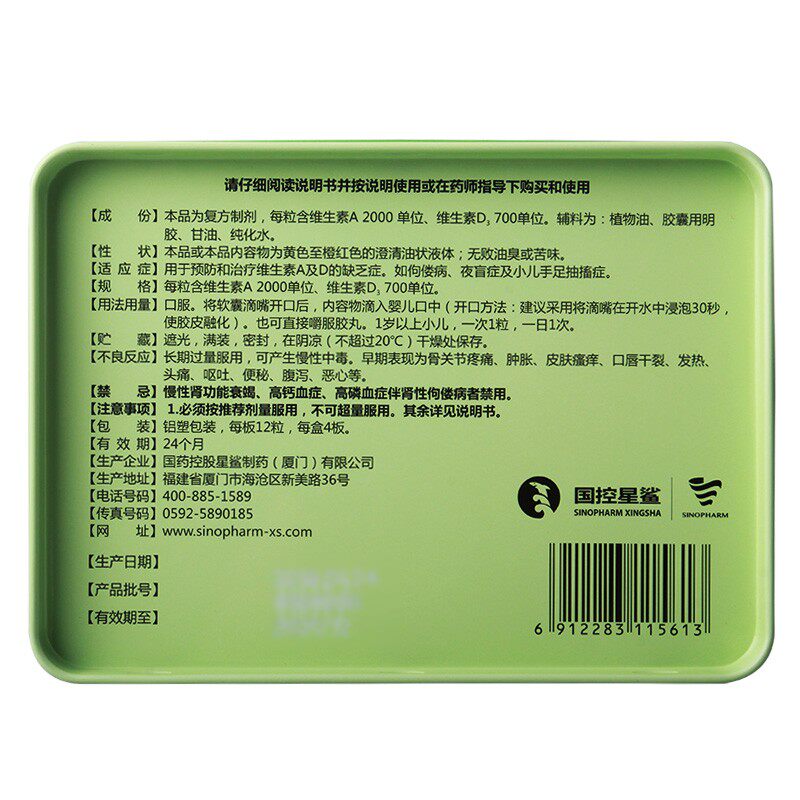 请仔细阅读说明书并按说明使用或在药师指导下购买和使用
【成 份】本品为复方制剂，每粒含维生素A 2000 单位、维生素D₃ 700单位。辅料为：植物油、胶囊用明
胶、甘油、纯化水。
【性 状】本品或本品内容物为黄色至橙红色的澄清油状液体；无败油臭或苦味。
【适 应 症】用于预防和治疗维生素A及D的缺乏症。如佝偻病、夜盲症及小儿手足抽搐症。
【规 格】每粒含维生素A 2000单位、维生素D₃ 700单位。
【用法用量】口服。将软囊滴嘴开口后，内容物滴入婴儿口中（开口方法：建议采用将滴嘴在开水中浸泡30秒，
使胶皮融化）。也可直接嚼服胶丸。1岁以上小儿，一次1粒，一日1次。
【贮 藏】遮光，满装，密封，在阴凉（不超过20℃）干燥处保存。
【不良反应】长期过量服用，可产生慢性中毒。早期表现为骨关节疼痛、肿胀、皮肤瘙痒、口唇干裂、发热、
头痛、呕吐、便秘、腹泻、恶心等。
【禁 忌】慢性肾功能衰竭、高钙血症、高磷血症伴肾性佝偻病者禁用。
【注意事项】1.必须按推荐剂量服用，不可超量服用。其余详见说明书。
【包 装】铝塑包装，每板12粒，每盒4板。
【有 效 期】24个月
【生产企业】国药控股星鲨制药（厦门）有限公司
【生产地址】福建省厦门市海沧区新美路36号
【电话号码】400-885-1589
【传真号码】0592-5890185
【网 址】www.sinopharm-xs.com
国控星鲨
SINOPHARM XINGSHA
SINOPHARM
【生产日期】
【产品批号】
【有效期至】
6 912283 115613